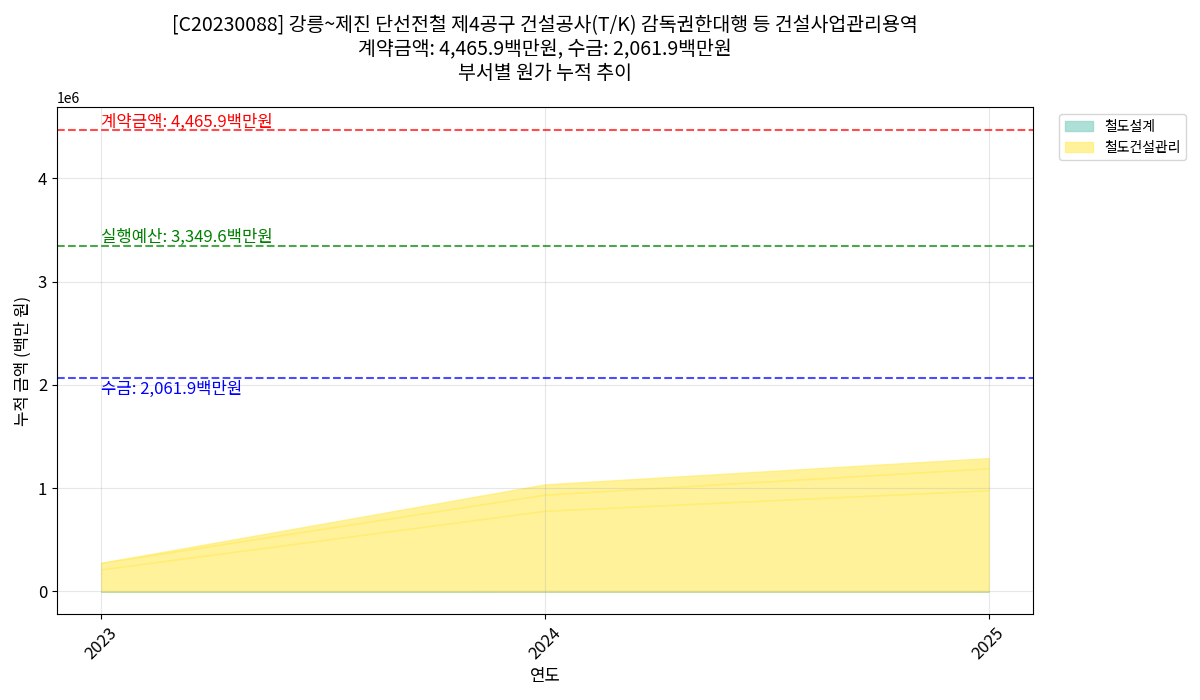 [C20230088] 강릉~제진 단선전철 제4공구 건설공사(T/K) 감독권한대행 등 건설사업관리용역
계약금액: 4,465.9백만원, 수금: 2,061.9백만원
부서별 원가 누적 추이
1e6
계약금액: 4,465.9백만원
실행예산: 3,349.6백만원
수금: 2,061.9백만원
철도설계
철도건설관리
누적 금액 (백만 원)
4
3
2
1
0
2023
2024
2025
연도